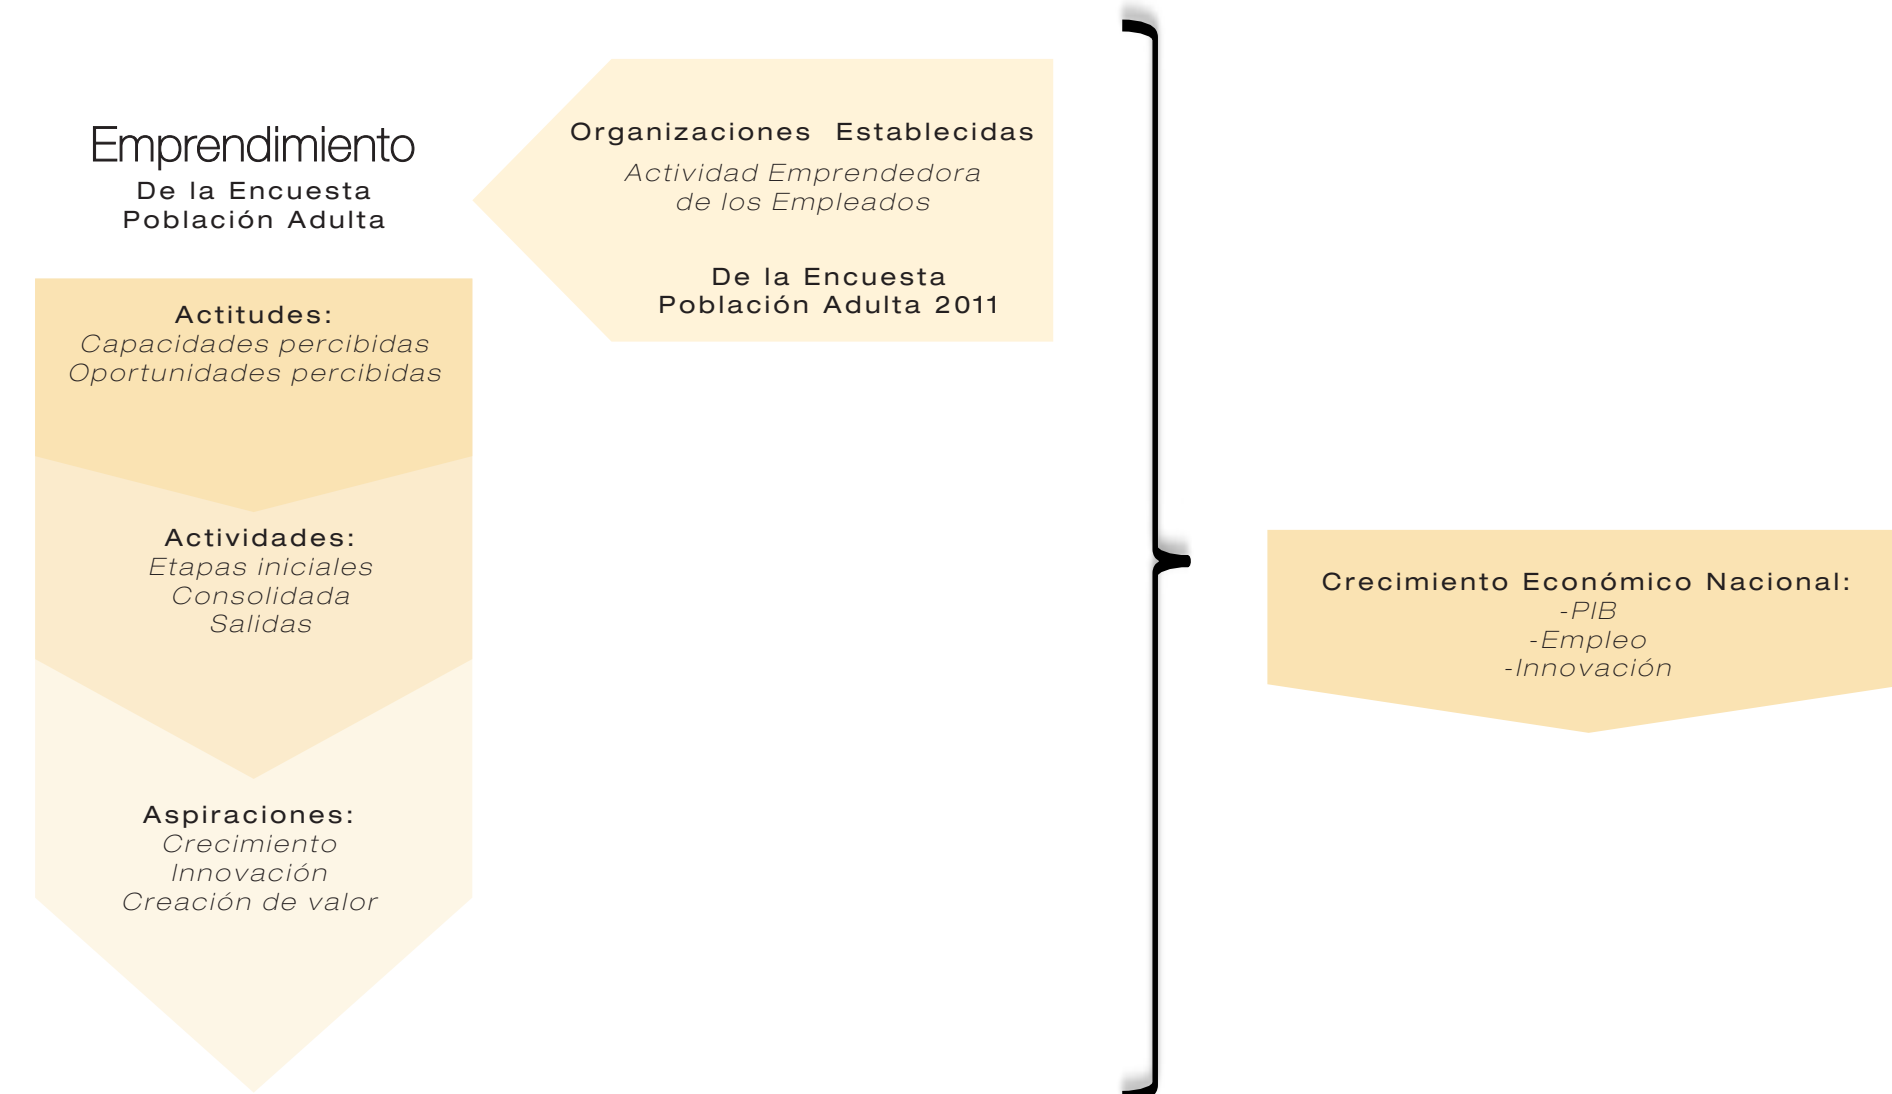 Emprendimiento
De la Encuesta
Población Adulta
Organizaciones Establecidas
Actividad Emprendedora
de los Empleados
De la Encuesta
Población Adulta 2011
Actitudes:
Capacidades percibidas
Oportunidades percibidas
Actividades:
Etapas iniciales
Consolidada
Salidas
Aspiraciones:
Crecimiento
Innovación
Creación de valor
Crecimiento Económico Nacional:
-PIB
-Empleo
-Innovación